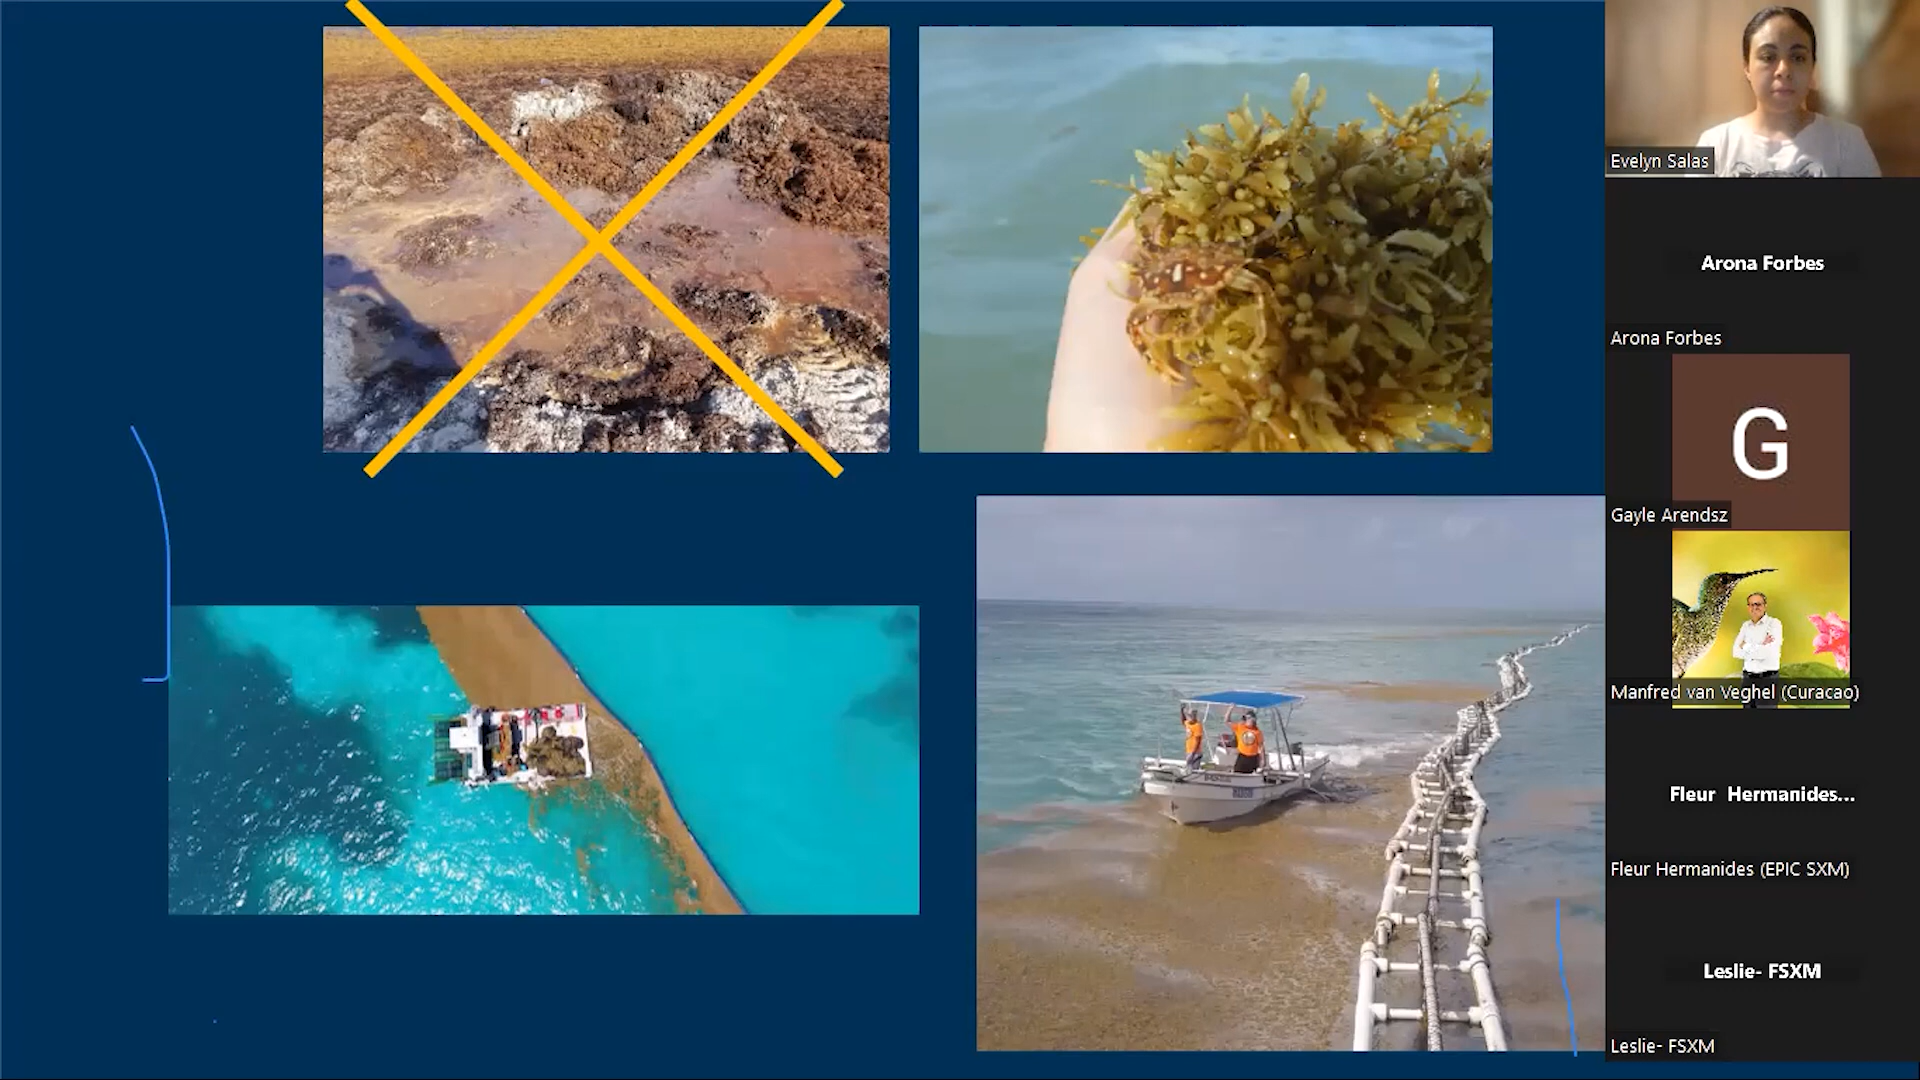 Evelyn Salas
Arona Forbes
Arona Forbes
G
Gayle Arendsz
Manfred van Veghel (Curacao)
Fleur Hermanides...
Fleur Hermanides (EPIC SXM)
Leslie- FSXM
Leslie- FSXM